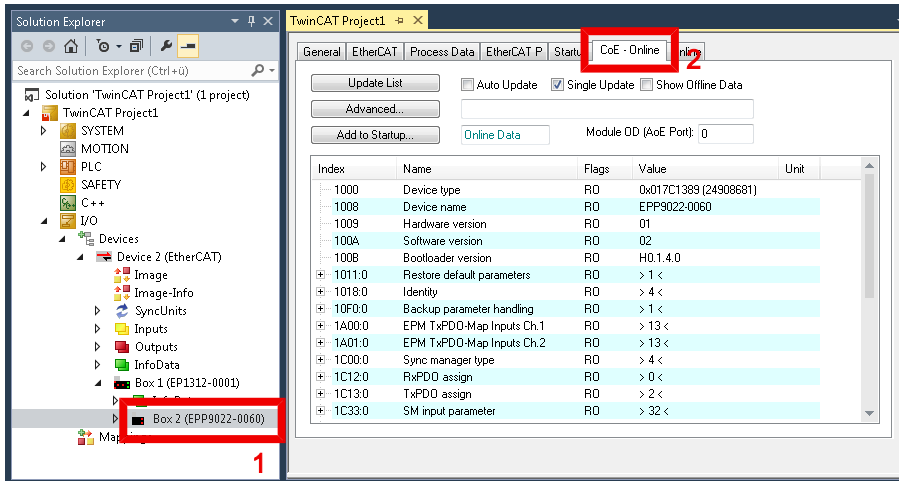 Solution Explorer
Search Solution Explorer (Ctrl+ü)
Solution 'TwinCAT Project1' (1 project)
TwinCAT Project1
SYSTEM
MOTION
PLC
SAFETY
C++
I/O
Devices
Device 2 (EtherCAT)
Image
Image-Info
SyncUnits
Inputs
Outputs
InfoData
Box 1 (EP1312-0001)
Box 2 (EPP9022-0060)
1
TwinCAT Project1
General EtherCAT Process Data EtherCAT P CoE - Online
2
Update List Auto Update Single Update Show Offline Data
Advanced...
Add to Startup... Online Data Module OD (AoE Port): 0
Index Name Flags Value Unit
1000 Device type RO 0x017C1389 (24908681)
1008 Device name RO EPP9022-0060
1009 Hardware version RO 01
100A Software version RO 02
100B Bootloader version RO H0.1.4.0
1011:0 Restore default parameters RO > 1 <
1018:0 Identity RO > 4 <
10F0:0 Backup parameter handling RO > 1 <
1A00:0 EPM TxPDO-Map Inputs Ch.1 RO > 13 <
1A01:0 EPM TxPDO-Map Inputs Ch.2 RO > 13 <
1C00:0 Sync manager type RO > 4 <
1C12:0 RxPDO assign RO > 0 <
1C13:0 TxPDO assign RO > 2 <
1C33:0 SM input parameter RO > 32 <